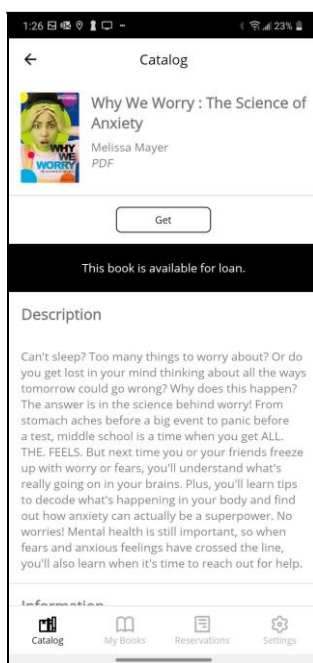 1:26
23%
Catalog
WHY
WE
WORRY
Why We Worry : The Science of
Anxiety
Melissa Mayer
PDF
Get
This book is available for loan.
Description
Can't sleep? Too many things to worry about? Or do
you get lost in your mind thinking about all the ways
tomorrow could go wrong? Why does this happen?
The answer is in the science behind worry! From
stomach aches before a big event to panic before
a test, middle school is a time when you get ALL.
THE. FEELS. But next time you or your friends freeze
up with worry or fears, you'll understand what's
really going on in your brains. Plus, you'll learn tips
to decode what's happening in your body and find
out how anxiety can actually be a superpower. No
worries! Mental health is still important, so when
fears and anxious feelings have crossed the line,
you'll also learn when it's time to reach out for help.
Information
Catalog
My Books
Reservations
Settings